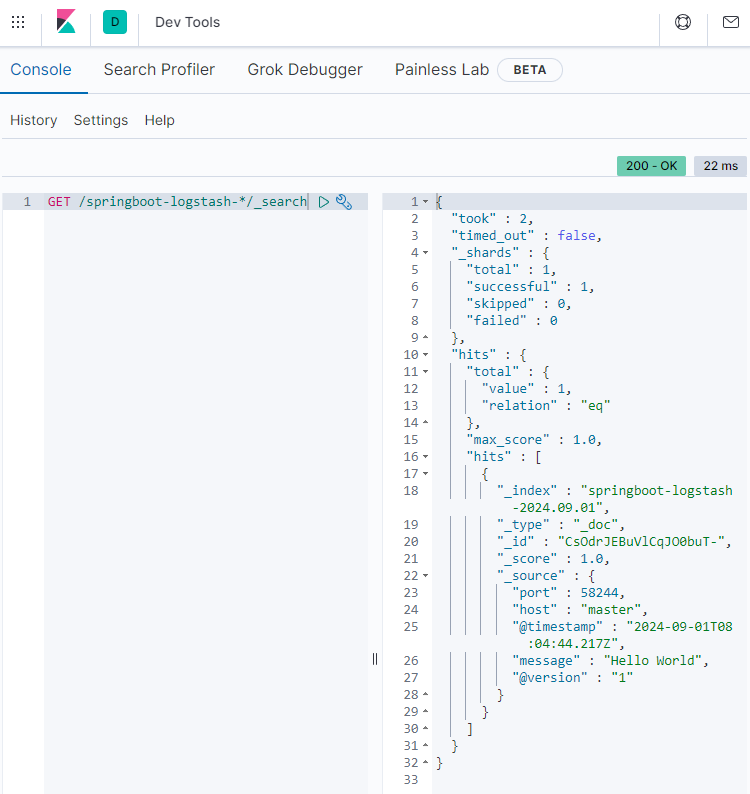 D Dev Tools
Console Search Profiler Grok Debugger Painless Lab BETA
History Settings Help
200 - OK 22 ms
1 GET /springboot-logstash-*/_search
1 {
2 "took" : 2,
3 "timed_out" : false,
4 "_shards" : {
5 "total" : 1,
6 "successful" : 1,
7 "skipped" : 0,
8 "failed" : 0
9 },
10 "hits" : {
11 "total" : {
12 "value" : 1,
13 "relation" : "eq"
14 },
15 "max_score" : 1.0,
16 "hits" : [
17 {
18 "_index" : "springboot-logstash
-2024.09.01",
19 "_type" : "_doc",
20 "_id" : "CsOdrJEBuVlCqJO0buT-",
21 "_score" : 1.0,
22 "_source" : {
23 "port" : 58244,
24 "host" : "master",
25 "@timestamp" : "2024-09-01T08
:04:44.217Z",
26 "message" : "Hello World",
27 "@version" : "1"
28 }
29 }
30 ]
31 }
32 }
33